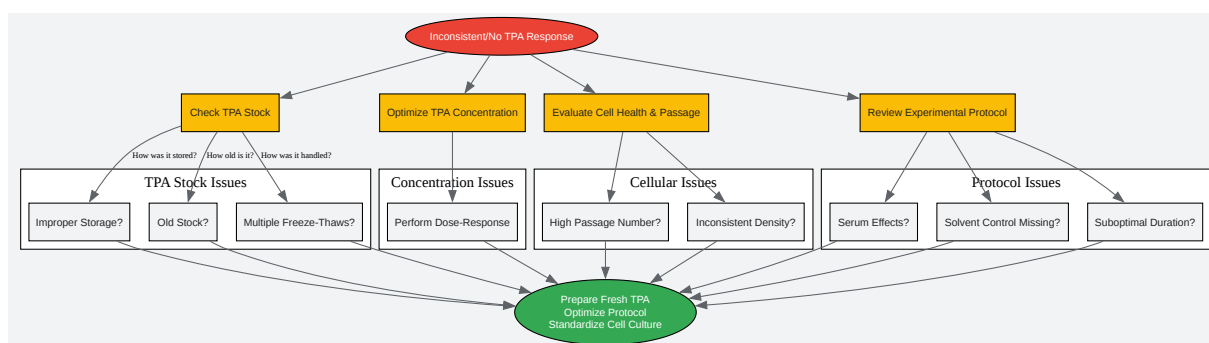 Inconsistent/No TPA Response
Check TPA Stock
Optimize TPA Concentration
Evaluate Cell Health & Passage
Review Experimental Protocol
How was it stored?
How old is it?
How was it handled?
TPA Stock Issues
Concentration Issues
Cellular Issues
Protocol Issues
Improper Storage?
Old Stock?
Multiple Freeze-Thaws?
Perform Dose-Response
High Passage Number?
Inconsistent Density?
Serum Effects?
Solvent Control Missing?
Suboptimal Duration?
Prepare Fresh TPA
Optimize Protocol
Standardize Cell Culture